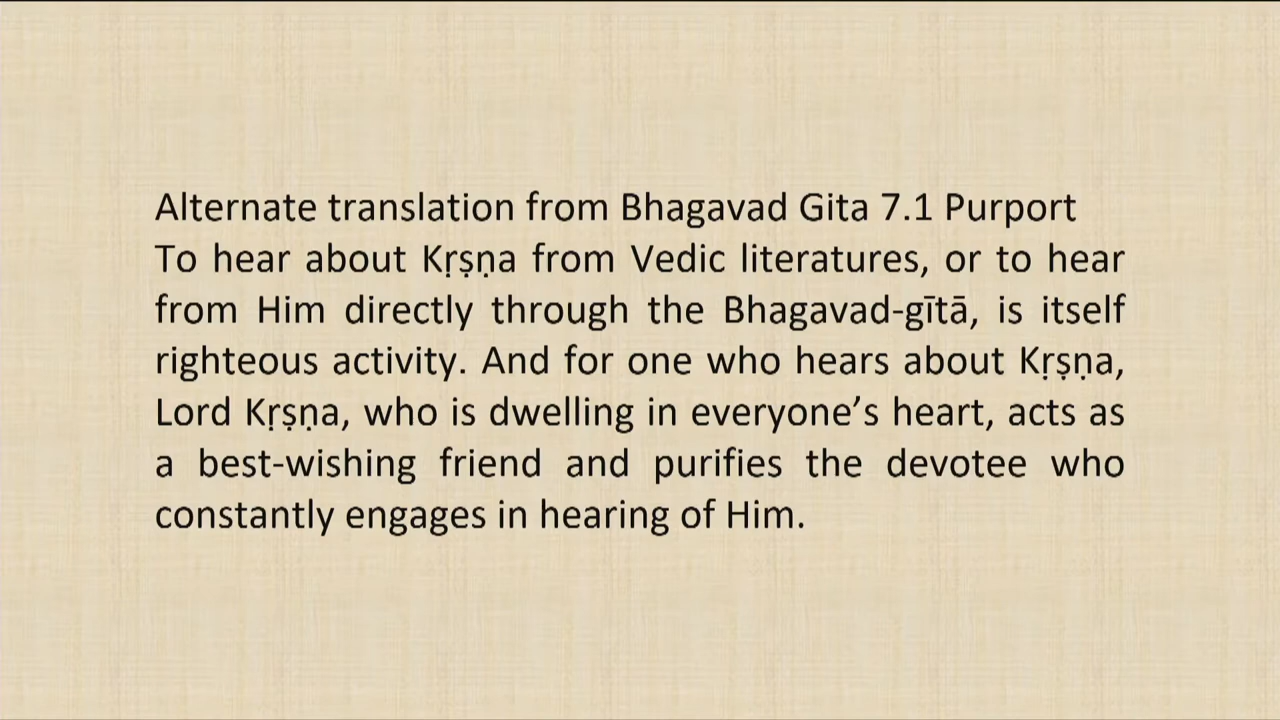 Alternate translation from Bhagavad Gita 7.1 Purport
To hear about Kṛṣṇa from Vedic literatures, or to hear
from Him directly through the Bhagavad-gītā, is itself
righteous activity. And for one who hears about Kṛṣṇa,
Lord Kṛṣṇa, who is dwelling in everyone’s heart, acts as
a best-wishing friend and purifies the devotee who
constantly engages in hearing of Him.